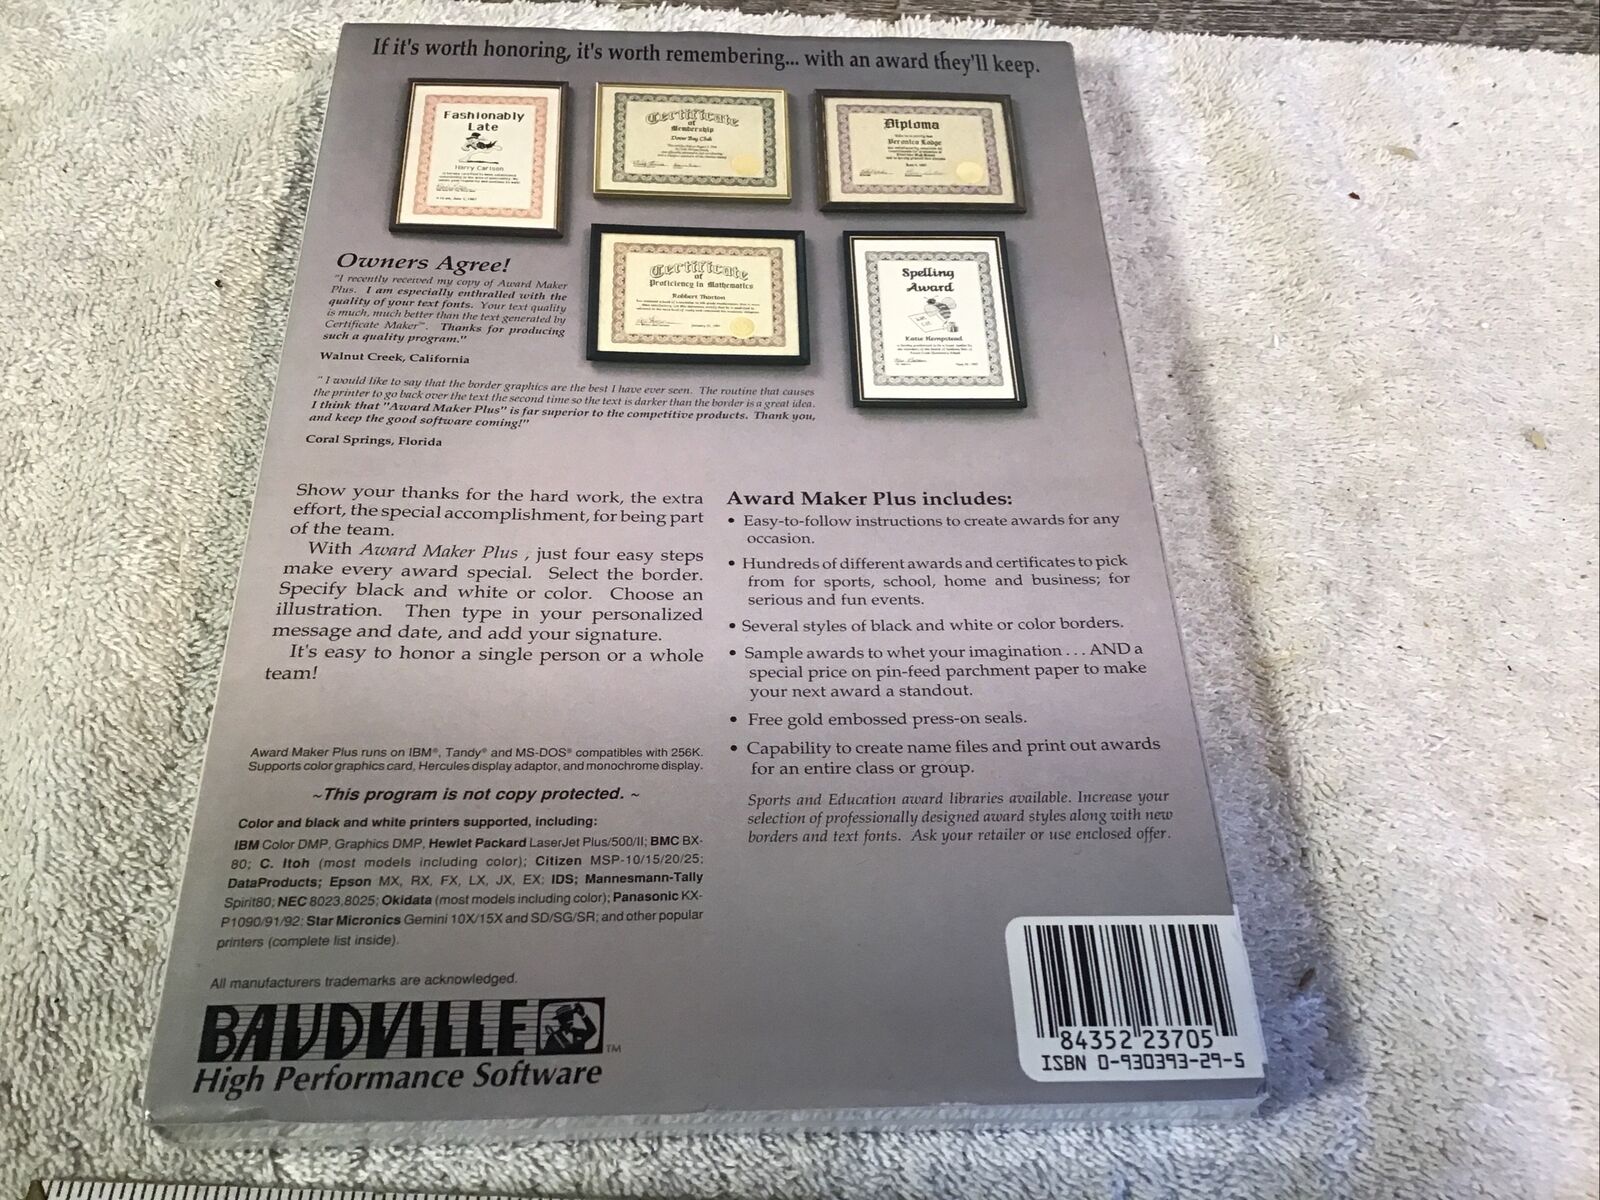 If it's worth honoring, it's worth remembering... with an award they'll keep.
Fashionably
Late
Harry Carlson
Certificate
of
Membership
Dover Bay Club
Diploma
Veronica Lodge
Certificate
of
Proficiency in Mathematics
Robbert Thorton
Spelling
Award
Katie Hempstead
Owners Agree!
"I recently received my copy of Award Maker
Plus. I am especially enthralled with the
quality of your text fonts. Your text quality
is much, much better than the text generated by
Certificate Maker™. Thanks for producing
such a quality program."
Walnut Creek, California
" I would like to say that the border graphics are the best I have ever seen. The routine that causes
the printer to go back over the text the second time so the text is darker than the border is a great idea.
I think that "Award Maker Plus" is far superior to the competitive products. Thank you,
and keep the good software coming!"
Coral Springs, Florida
Show your thanks for the hard work, the extra
effort, the special accomplishment, for being part
of the team.
With Award Maker Plus , just four easy steps
make every award special. Select the border.
Specify black and white or color. Choose an
illustration. Then type in your personalized
message and date, and add your signature.
It's easy to honor a single person or a whole
team!
Award Maker Plus runs on IBM®, Tandy® and MS-DOS® compatibles with 256K.
Supports color graphics card, Hercules display adaptor, and monochrome display.
~This program is not copy protected. ~
Color and black and white printers supported, including:
IBM Color DMP, Graphics DMP, Hewlet Packard LaserJet Plus/500/II; BMC BX-
80; C. Itoh (most models including color); Citizen MSP-10/15/20/25;
DataProducts; Epson MX, RX, FX, LX, JX, EX; IDS; Mannesmann-Tally
Spirit80; NEC 8023,8025; Okidata (most models including color); Panasonic KX-
P1090/91/92; Star Micronics Gemini 10X/15X and SD/SG/SR; and other popular
printers (complete list inside).
All manufacturers trademarks are acknowledged.
BAUDVILLE TM
High Performance Software
Award Maker Plus includes:
• Easy-to-follow instructions to create awards for any
occasion.
• Hundreds of different awards and certificates to pick
from for sports, school, home and business; for
serious and fun events.
• Several styles of black and white or color borders.
• Sample awards to whet your imagination . . . AND a
special price on pin-feed parchment paper to make
your next award a standout.
• Free gold embossed press-on seals.
• Capability to create name files and print out awards
for an entire class or group.
Sports and Education award libraries available. Increase your
selection of professionally designed award styles along with new
borders and text fonts. Ask your retailer or use enclosed offer.
84352 23705
ISBN 0-930393-29-5